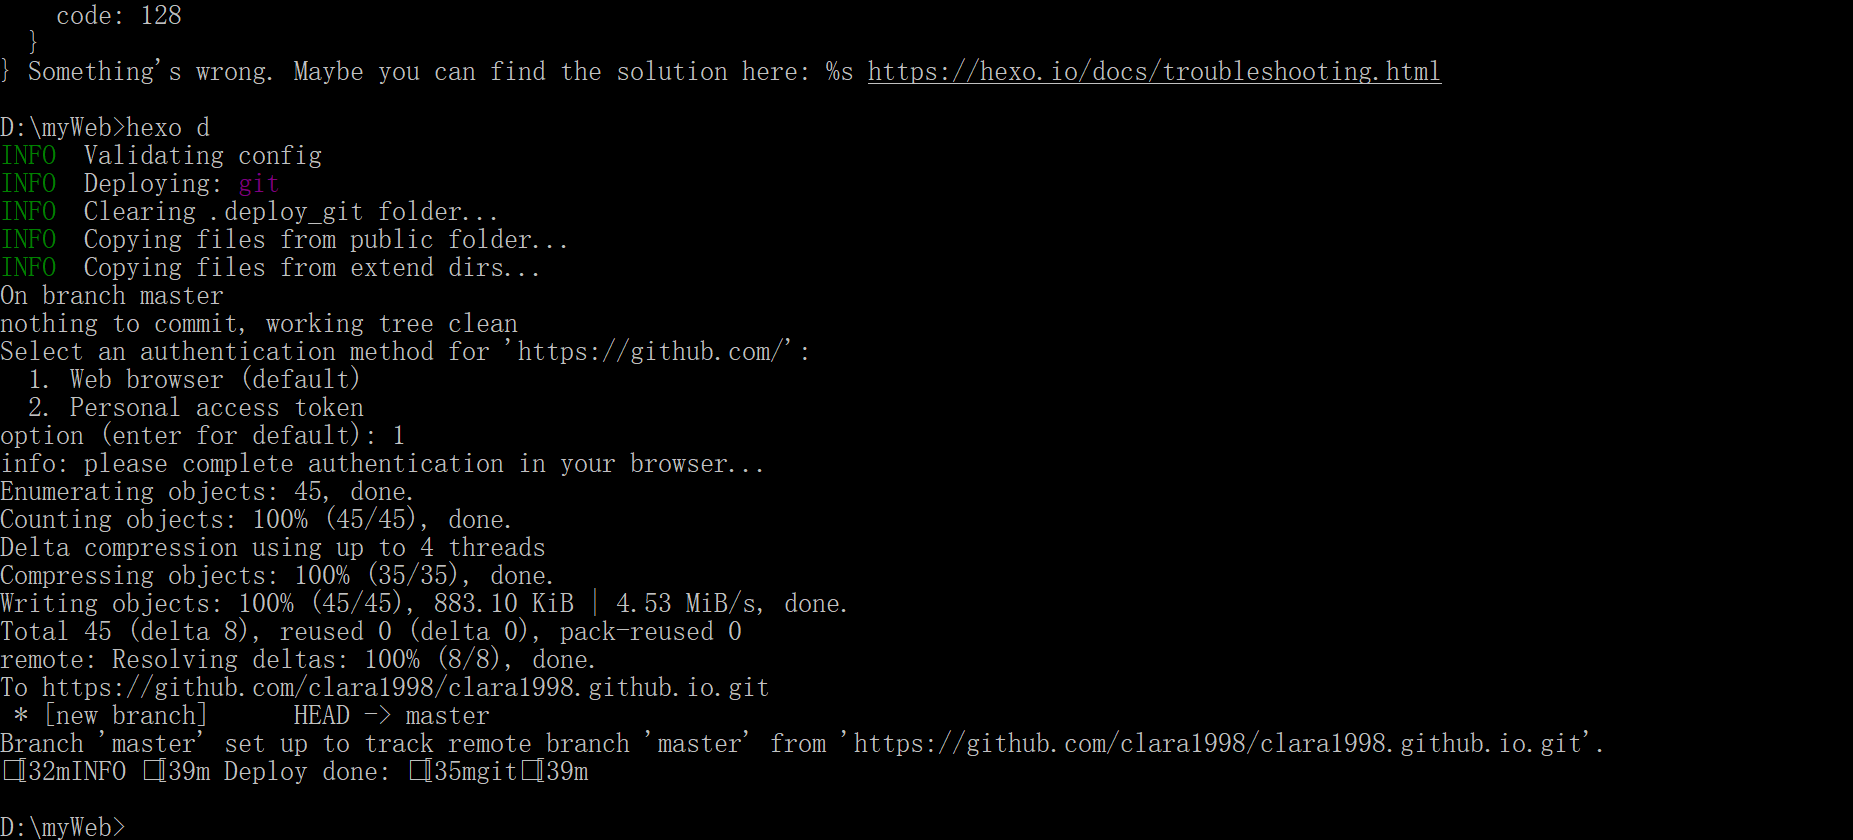 code: 128
}
} Something's wrong. Maybe you can find the solution here: %s https://hexo.io/docs/troubleshooting.html
D:\myWeb>hexo d
INFO  Validating config
INFO  Deploying: git
INFO  Clearing .deploy_git folder...
INFO  Copying files from public folder...
INFO  Copying files from extend dirs...
On branch master
nothing to commit, working tree clean
Select an authentication method for 'https://github.com/':
1. Web browser (default)
2. Personal access token
option (enter for default): 1
info: please complete authentication in your browser...
Enumerating objects: 45, done.
Counting objects: 100% (45/45), done.
Delta compression using up to 4 threads
Compressing objects: 100% (35/35), done.
Writing objects: 100% (45/45), 883.10 KiB | 4.53 MiB/s, done.
Total 45 (delta 8), reused 0 (delta 0), pack-reused 0
remote: Resolving deltas: 100% (8/8), done.
To https://github.com/clara1998/clara1998.github.io.git
* [new branch]      HEAD -> master
Branch 'master' set up to track remote branch 'master' from 'https://github.com/clara1998/clara1998.github.io.git'.
□[32mINFO □[39m Deploy done: □[35mgit□[39m
D:\myWeb>